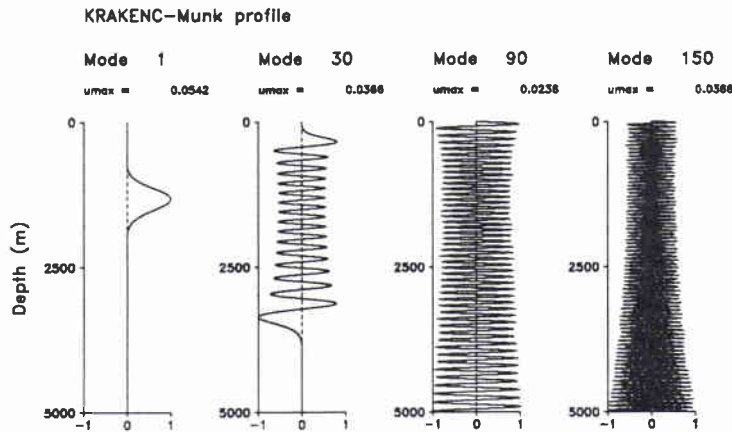 KRAKENC–Munk profile
Mode 1 Mode 30 Mode 90 Mode 150
umax = 0.0542 umax = 0.0366 umax = 0.0236 umax = 0.0366
Depth (m)
0 0 0 0
2500 2500 2500 2500
5000 5000 5000 5000
-1 0 1 -1 0 1 -1 0 1 -1 0 1